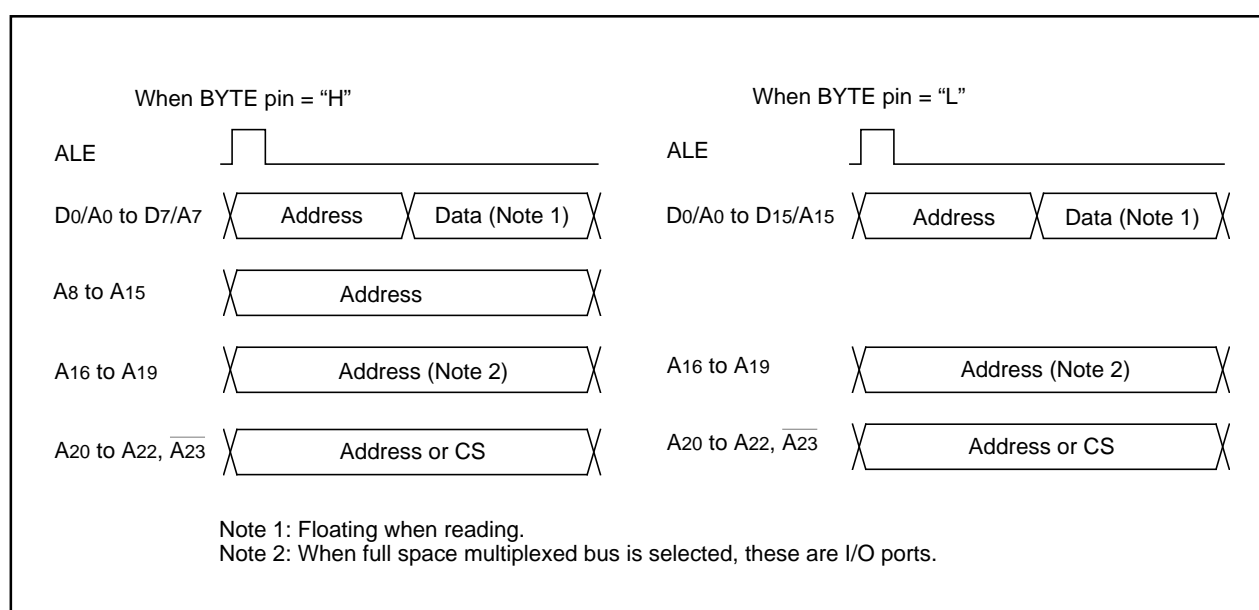 When BYTE pin = “H”
ALE
D0/A0 to D7/A7
Address
Data (Note 1)
A8 to A15
Address
A16 to A19
Address (Note 2)
A20 to A22, A23
Address or CS
When BYTE pin = “L”
ALE
D0/A0 to D15/A15
Address
Data (Note 1)
A16 to A19
Address (Note 2)
A20 to A22, A23
Address or CS
Note 1: Floating when reading.
Note 2: When full space multiplexed bus is selected, these are I/O ports.